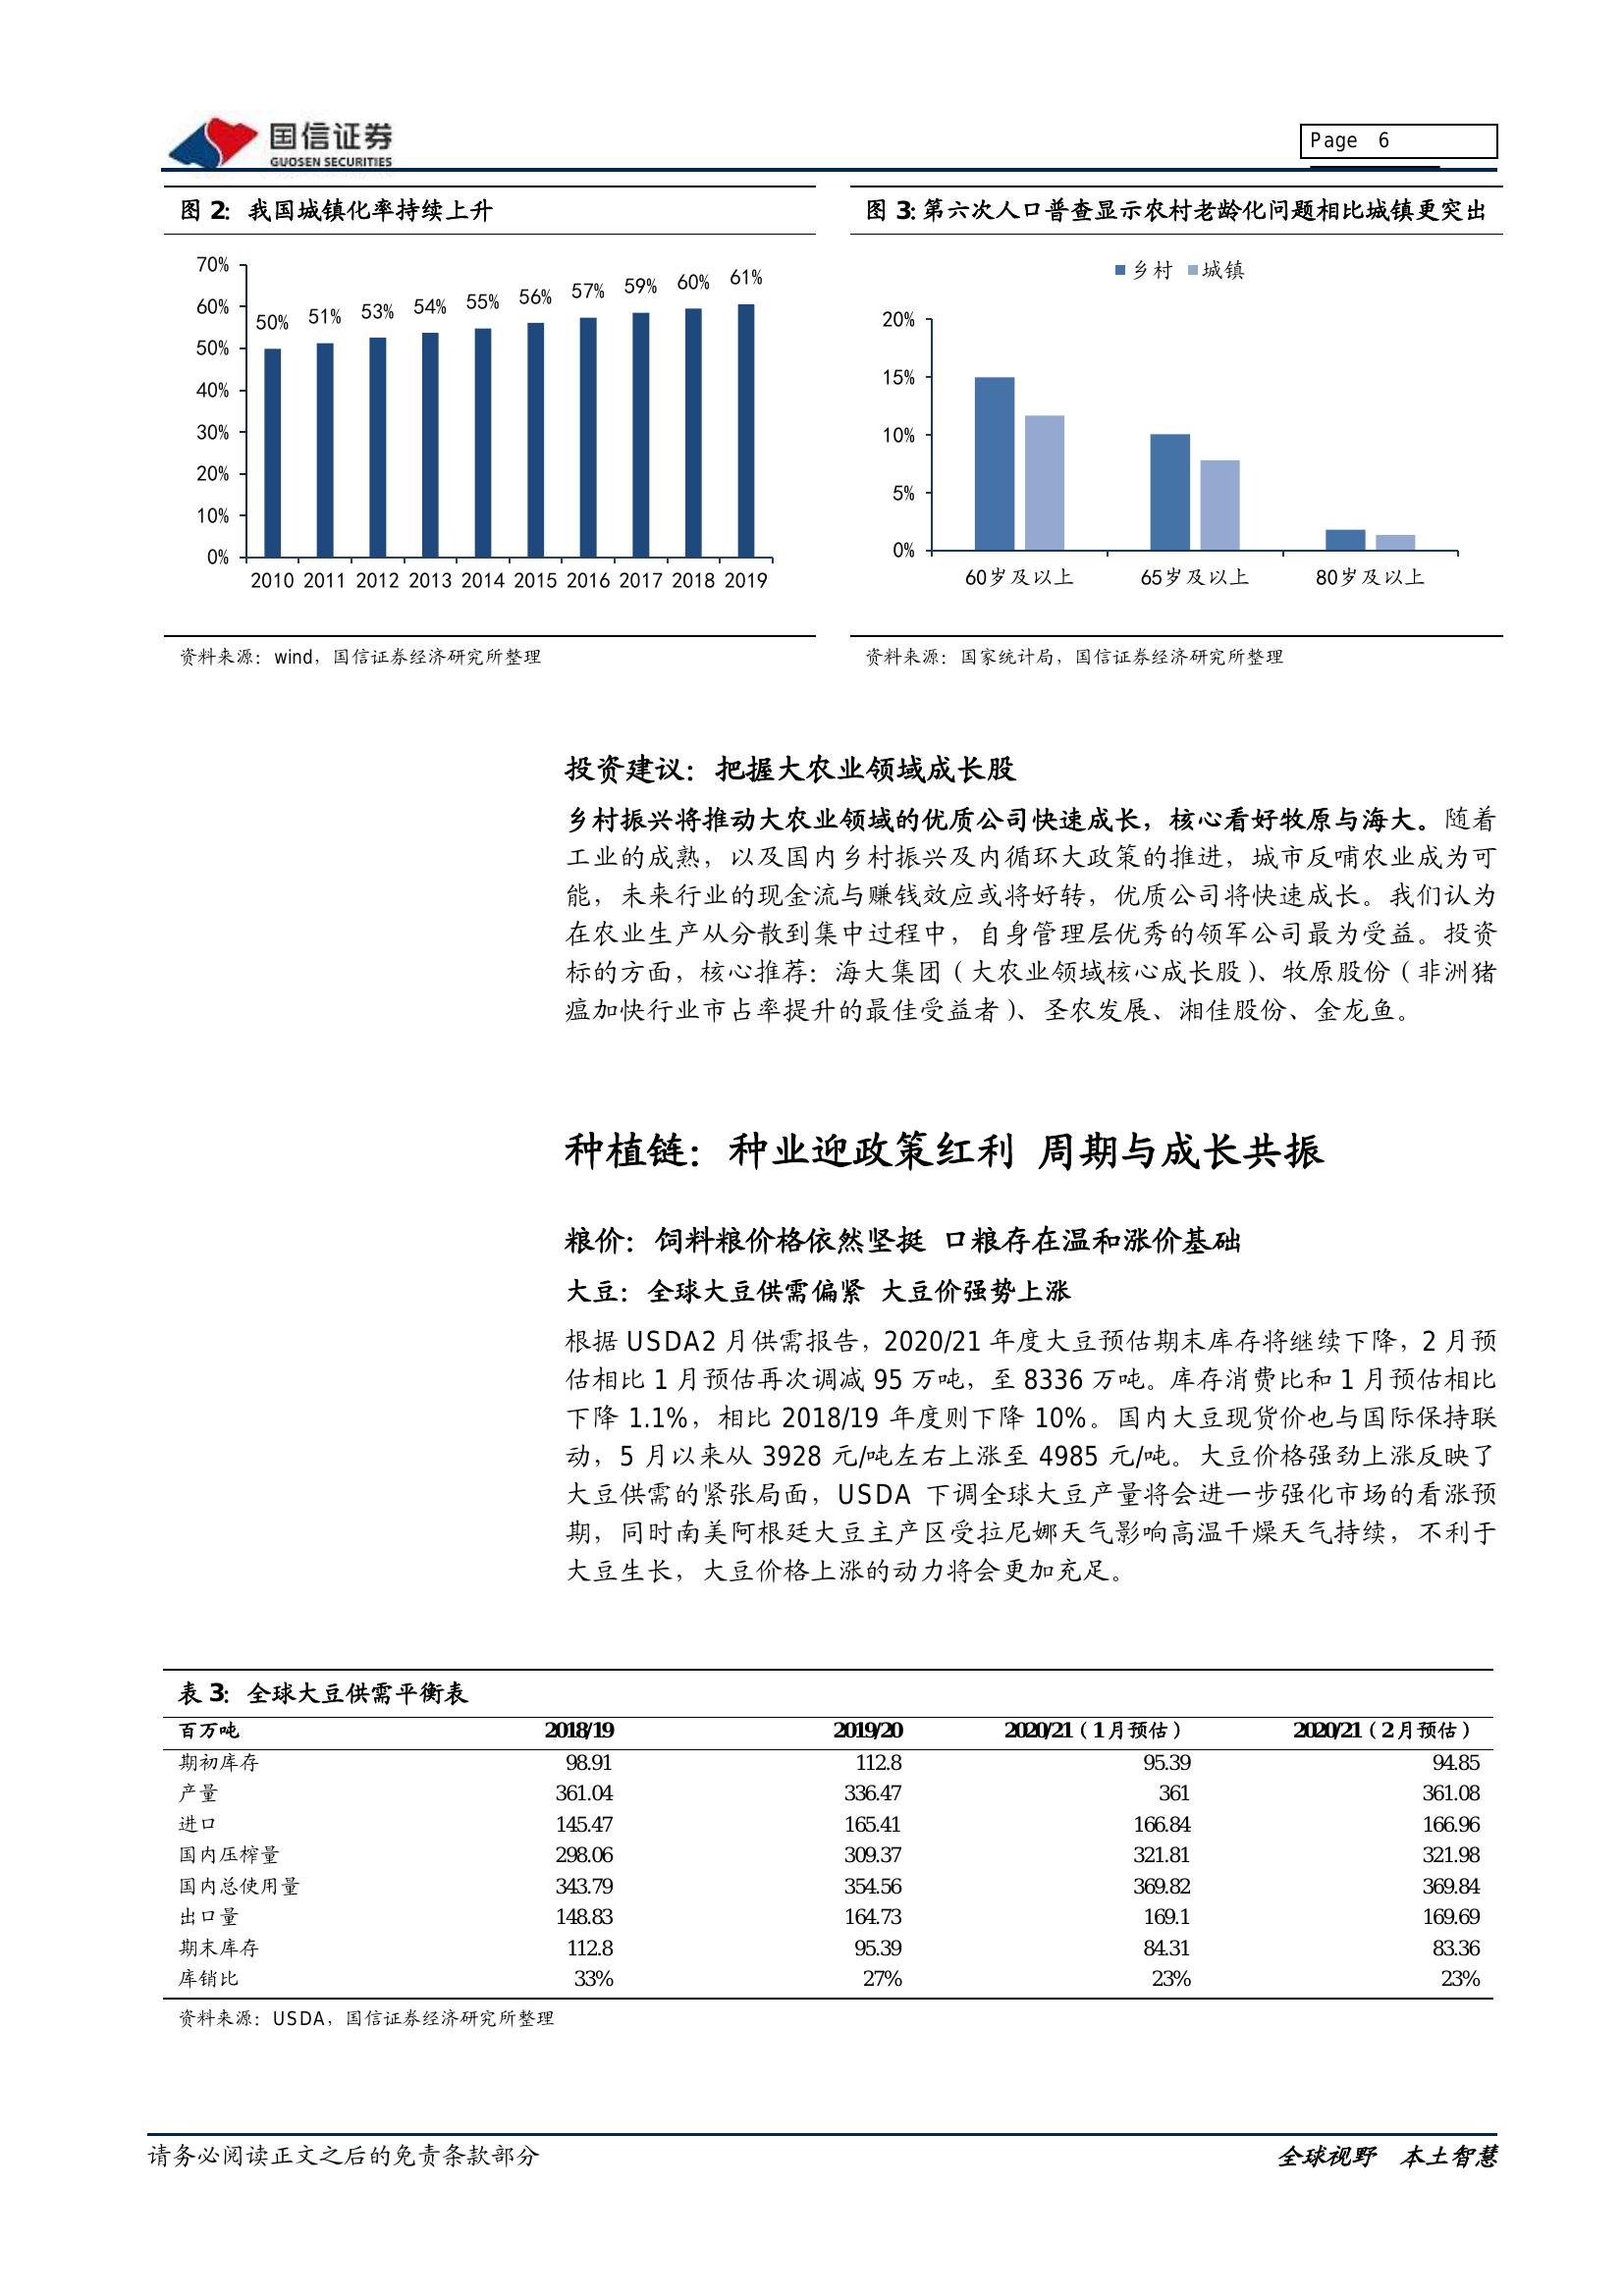 国信证券
GUOSEN SECURITIES
Page 6
图 2：我国城镇化率持续上升
70%
60%
50%
40%
30%
20%
10%
0%
50% 51% 53% 54% 55% 56% 57% 59% 60% 61%
2010 2011 2012 2013 2014 2015 2016 2017 2018 2019
资料来源：wind，国信证券经济研究所整理
图 3：第六次人口普查显示农村老龄化问题相比城镇更突出
乡村 城镇
20%
15%
10%
5%
0%
60岁及以上 65岁及以上 80岁及以上
资料来源：国家统计局，国信证券经济研究所整理
投资建议：把握大农业领域成长股
乡村振兴将推动大农业领域的优质公司快速成长，核心看好牧原与海大。随着
工业的成熟，以及国内乡村振兴及内循环大政策的推进，城市反哺农业成为可
能，未来行业的现金流与赚钱效应或将好转，优质公司将快速成长。我们认为
在农业生产从分散到集中过程中，自身管理层优秀的领军公司最为受益。投资
标的方面，核心推荐：海大集团（大农业领域核心成长股）、牧原股份（非洲猪
瘟加快行业市占率提升的最佳受益者）、圣农发展、湘佳股份、金龙鱼。
种植链：种业迎政策红利 周期与成长共振
粮价：饲料粮价格依然坚挺 口粮存在温和涨价基础
大豆：全球大豆供需偏紧 大豆价强势上涨
根据 USDA2 月供需报告，2020/21 年度大豆预估期末库存将继续下降，2 月预
估相比 1 月预估再次调减 95 万吨，至 8336 万吨。库存消费比和 1 月预估相比
下降 1.1%，相比 2018/19 年度则下降 10%。国内大豆现货价也与国际保持联
动，5 月以来从 3928 元/吨左右上涨至 4985 元/吨。大豆价格强劲上涨反映了
大豆供需的紧张局面，USDA 下调全球大豆产量将会进一步强化市场的看涨预
期，同时南美阿根廷大豆主产区受拉尼娜天气影响高温干燥天气持续，不利于
大豆生长，大豆价格上涨的动力将会更加充足。
表 3：全球大豆供需平衡表
百万吨 2018/19 2019/20 2020/21（1 月预估） 2020/21（2 月预估）
期初库存 98.91 112.8 95.39 94.85
产量 361.04 336.47 361 361.08
进口 145.47 165.41 166.84 166.96
国内压榨量 298.06 309.37 321.81 321.98
国内总使用量 343.79 354.56 369.82 369.84
出口量 148.83 164.73 169.1 169.69
期末库存 112.8 95.39 84.31 83.36
库销比 33% 27% 23% 23%
资料来源：USDA，国信证券经济研究所整理
请务必阅读正文之后的免责条款部分
全球视野 本土智慧